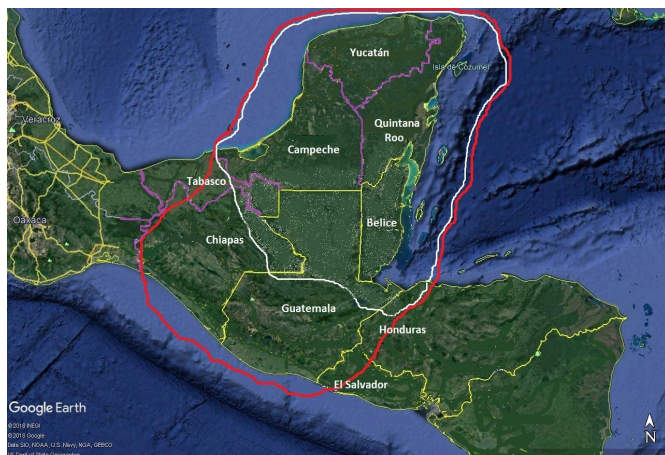 Yucatán
Isla de Cozumel
Quintana
Roo
Veracruz
Campeche
Tabasco
Oaxaca
Belice
Chiapas
Guatemala
Honduras
El Salvador
Google Earth
©2018 INEGI
©2018 Google
Data SIO, NOAA, U.S. Navy, NGA, GEBCO
N